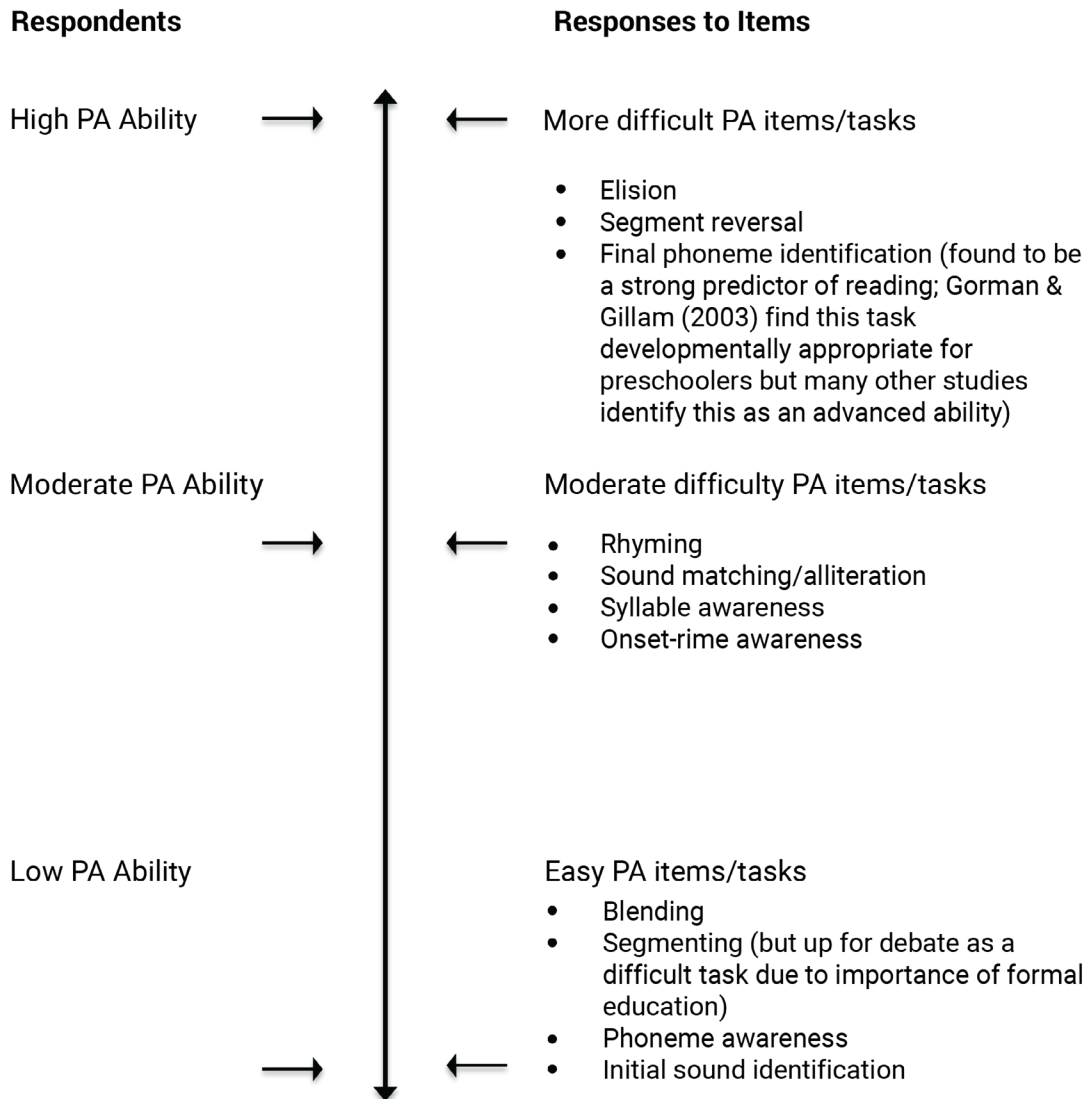 Respondents
Responses to Items
High PA Ability
More difficult PA items/tasks
• Elision
• Segment reversal
• Final phoneme identification (found to be
a strong predictor of reading; Gorman &
Gillam (2003) find this task
developmentally appropriate for
preschoolers but many other studies
identify this as an advanced ability)
Moderate PA Ability
Moderate difficulty PA items/tasks
• Rhyming
• Sound matching/alliteration
• Syllable awareness
• Onset-rime awareness
Low PA Ability
Easy PA items/tasks
• Blending
• Segmenting (but up for debate as a
difficult task due to importance of formal
education)
• Phoneme awareness
• Initial sound identification